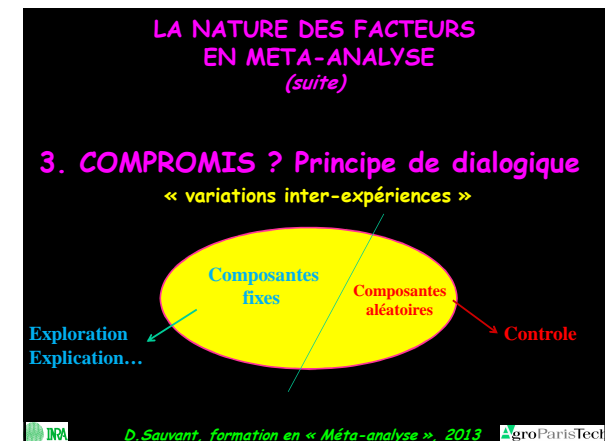 LA NATURE DES FACTEURS
EN META-ANALYSE
(suite)
3. COMPROMIS ? Principe de dialogique
« variations inter-expériences »
Composantes
fixes
Composantes
aléatoires
Exploration
Explication...
Controle
INRA
D.Sauvant, formation en « Méta-analyse », 2013
AgroParisTech